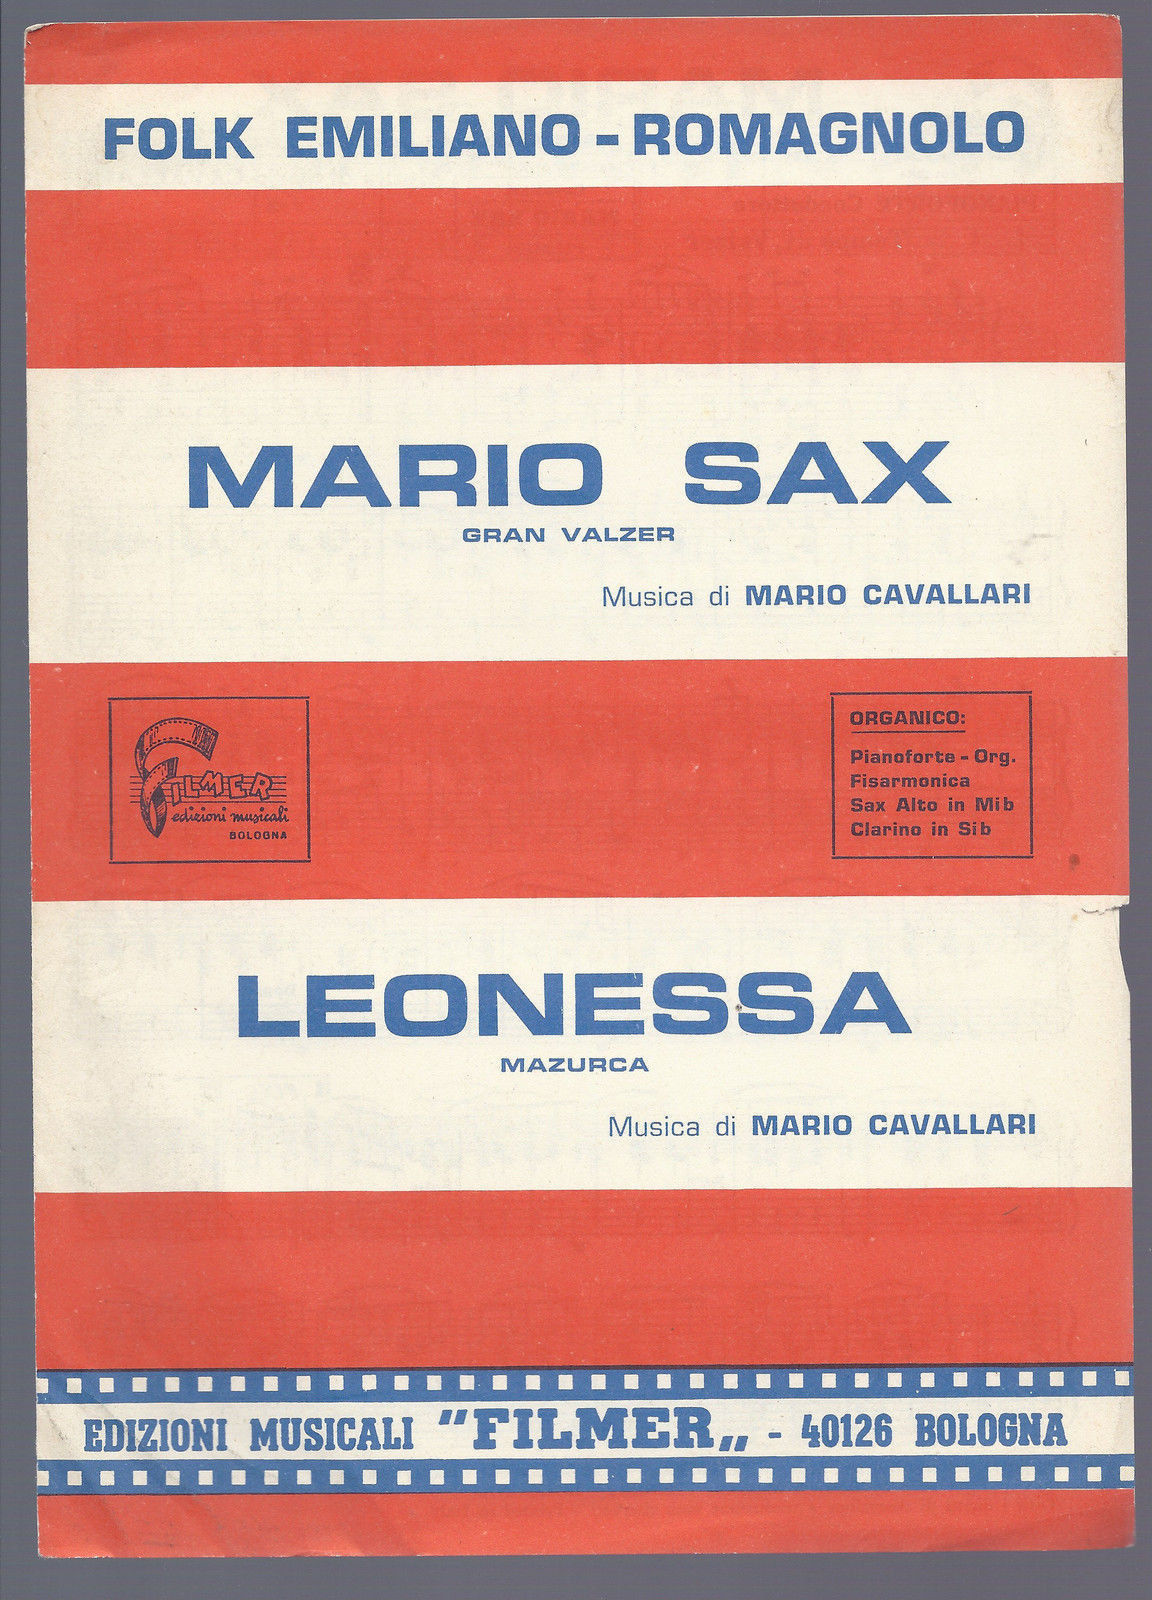 FOLK EMILIANO - ROMAGNOLO
MARIO SAX
GRAN VALZER
Musica di MARIO CAVALLARI
FILMER
edizioni musicali
BOLOGNA
ORGANICO:
Pianoforte - Org.
Fisarmonica
Sax Alto in Mib
Clarino in Sib
LEONESSA
MAZURCA
Musica di MARIO CAVALLARI
EDIZIONI MUSICALI "FILMER„ - 40126 BOLOGNA